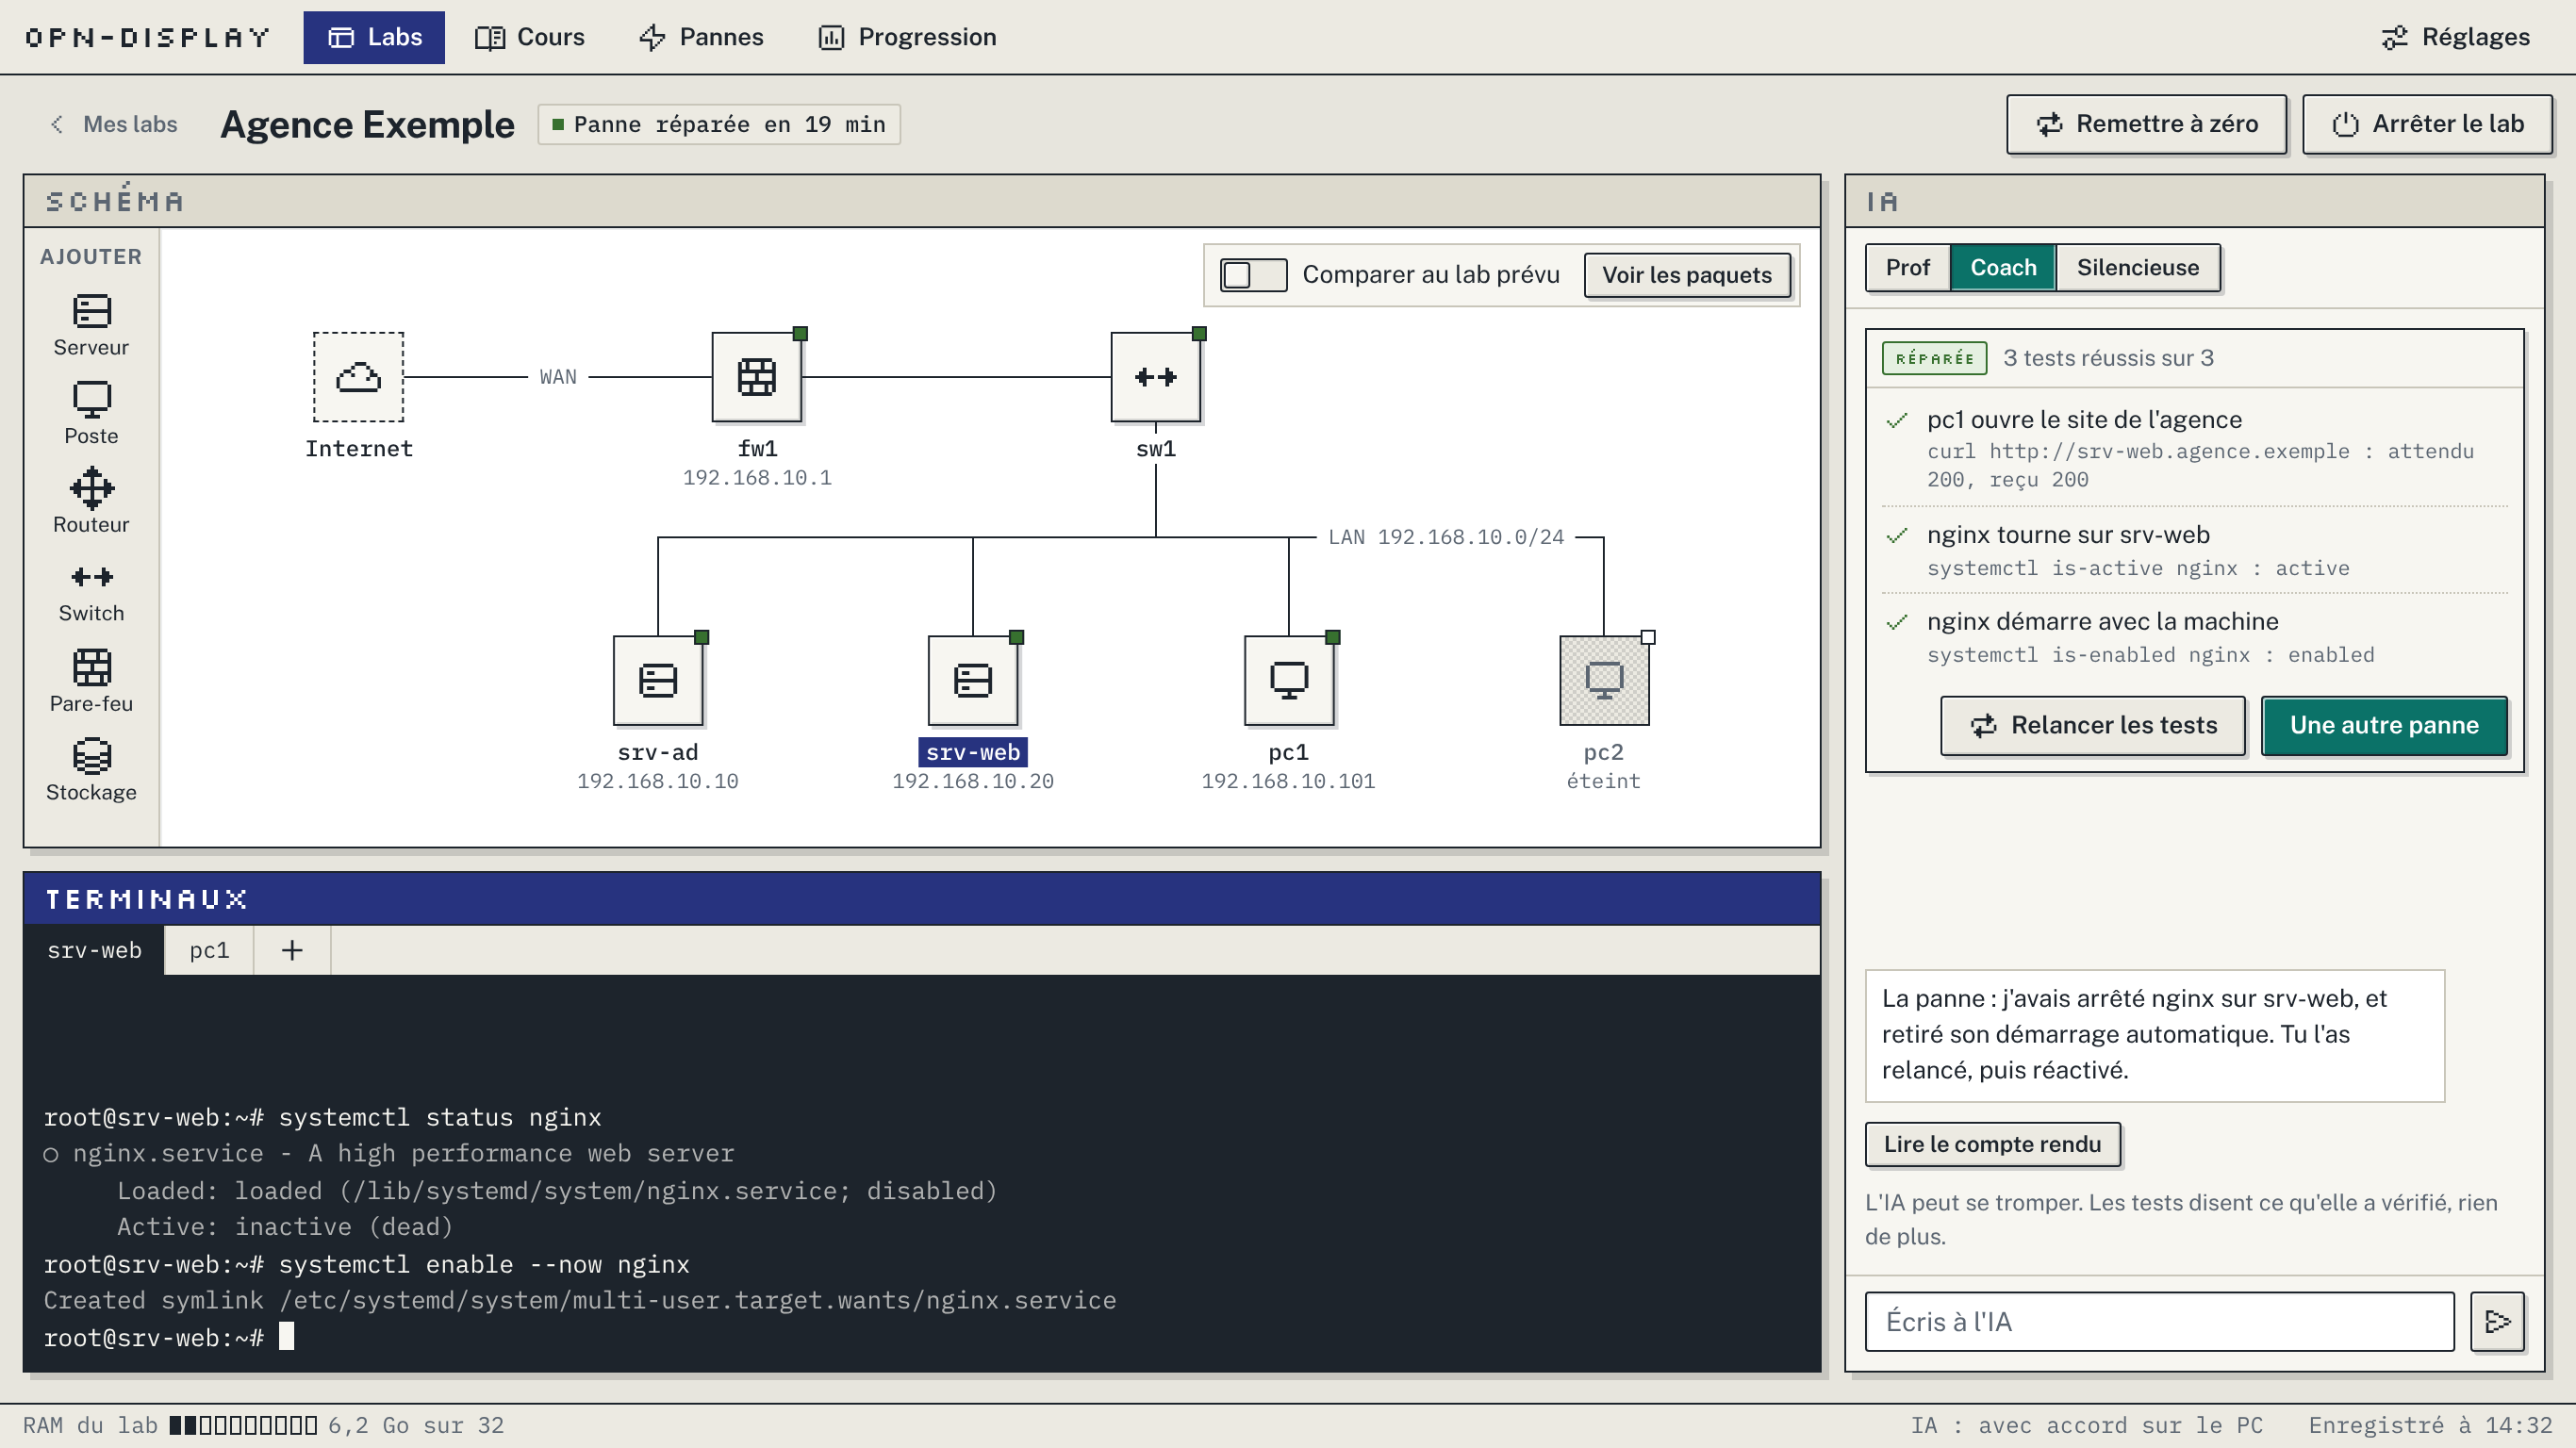 OPN-DISPLAY
Labs
Cours
Pannes
Progression
Réglages
Mes labs
Agence Exemple
Panne réparée en 19 min
Remettre à zéro
Arrêter le lab
SCHÉMA
AJOUTER
Serveur
Poste
Routeur
Switch
Pare-feu
Stockage
Comparer au lab prévu
Voir les paquets
Internet
WAN
fw1
192.168.10.1
sw1
LAN 192.168.10.0/24
srv-ad
192.168.10.10
srv-web
192.168.10.20
pc1
192.168.10.101
pc2
éteint
TERMINAUX
srv-web
pc1
+
root@srv-web:~# systemctl status nginx
○ nginx.service - A high performance web server
Loaded: loaded (/lib/systemd/system/nginx.service; disabled)
Active: inactive (dead)
root@srv-web:~# systemctl enable --now nginx
Created symlink /etc/systemd/system/multi-user.target.wants/nginx.service
root@srv-web:~#
IA
Prof
Coach
Silencieuse
RÉPARÉE
3 tests réussis sur 3
pc1 ouvre le site de l'agence
curl http://srv-web.agence.exemple : attendu
200, reçu 200
nginx tourne sur srv-web
systemctl is-active nginx : active
nginx démarre avec la machine
systemctl is-enabled nginx : enabled
Relancer les tests
Une autre panne
La panne : j'avais arrêté nginx sur srv-web, et
retiré son démarrage automatique. Tu l'as
relancé, puis réactivé.
Lire le compte rendu
L'IA peut se tromper. Les tests disent ce qu'elle a vérifié, rien
de plus.
Écris à l'IA
RAM du lab
6,2 Go sur 32
IA : avec accord sur le PC
Enregistré à 14:32